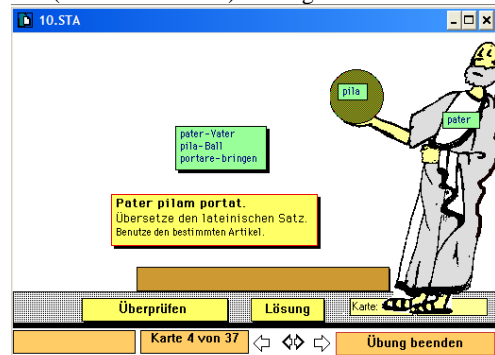 10.STA
pila
pater
pater-Vater
pila-Ball
portare-bringen
Pater pilam portat.
Übersetze den lateinischen Satz.
Benutze den bestimmten Artikel.
Überprüfen
Lösung
Karte:
Karte 4 von 37
Übung beenden